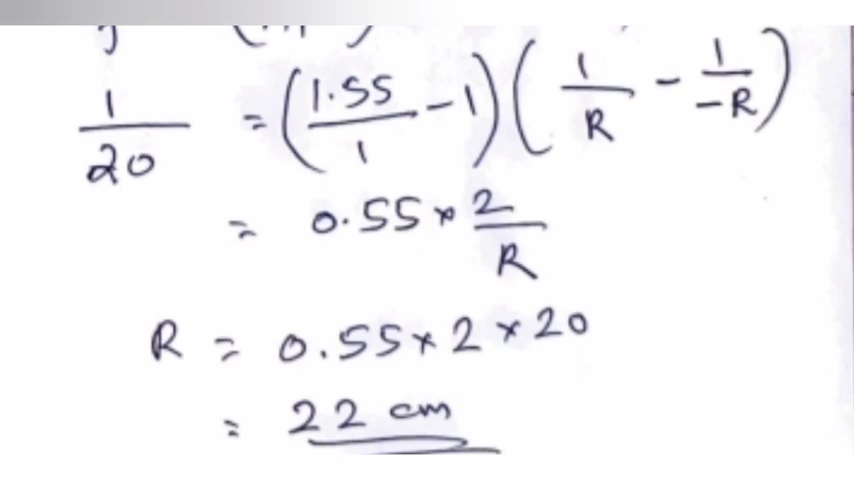 1/20 = (1.55/1 - 1) (1/R - 1/-R)
= 0.55 × 2/R
R = 0.55 × 2 × 20
= 22 cm